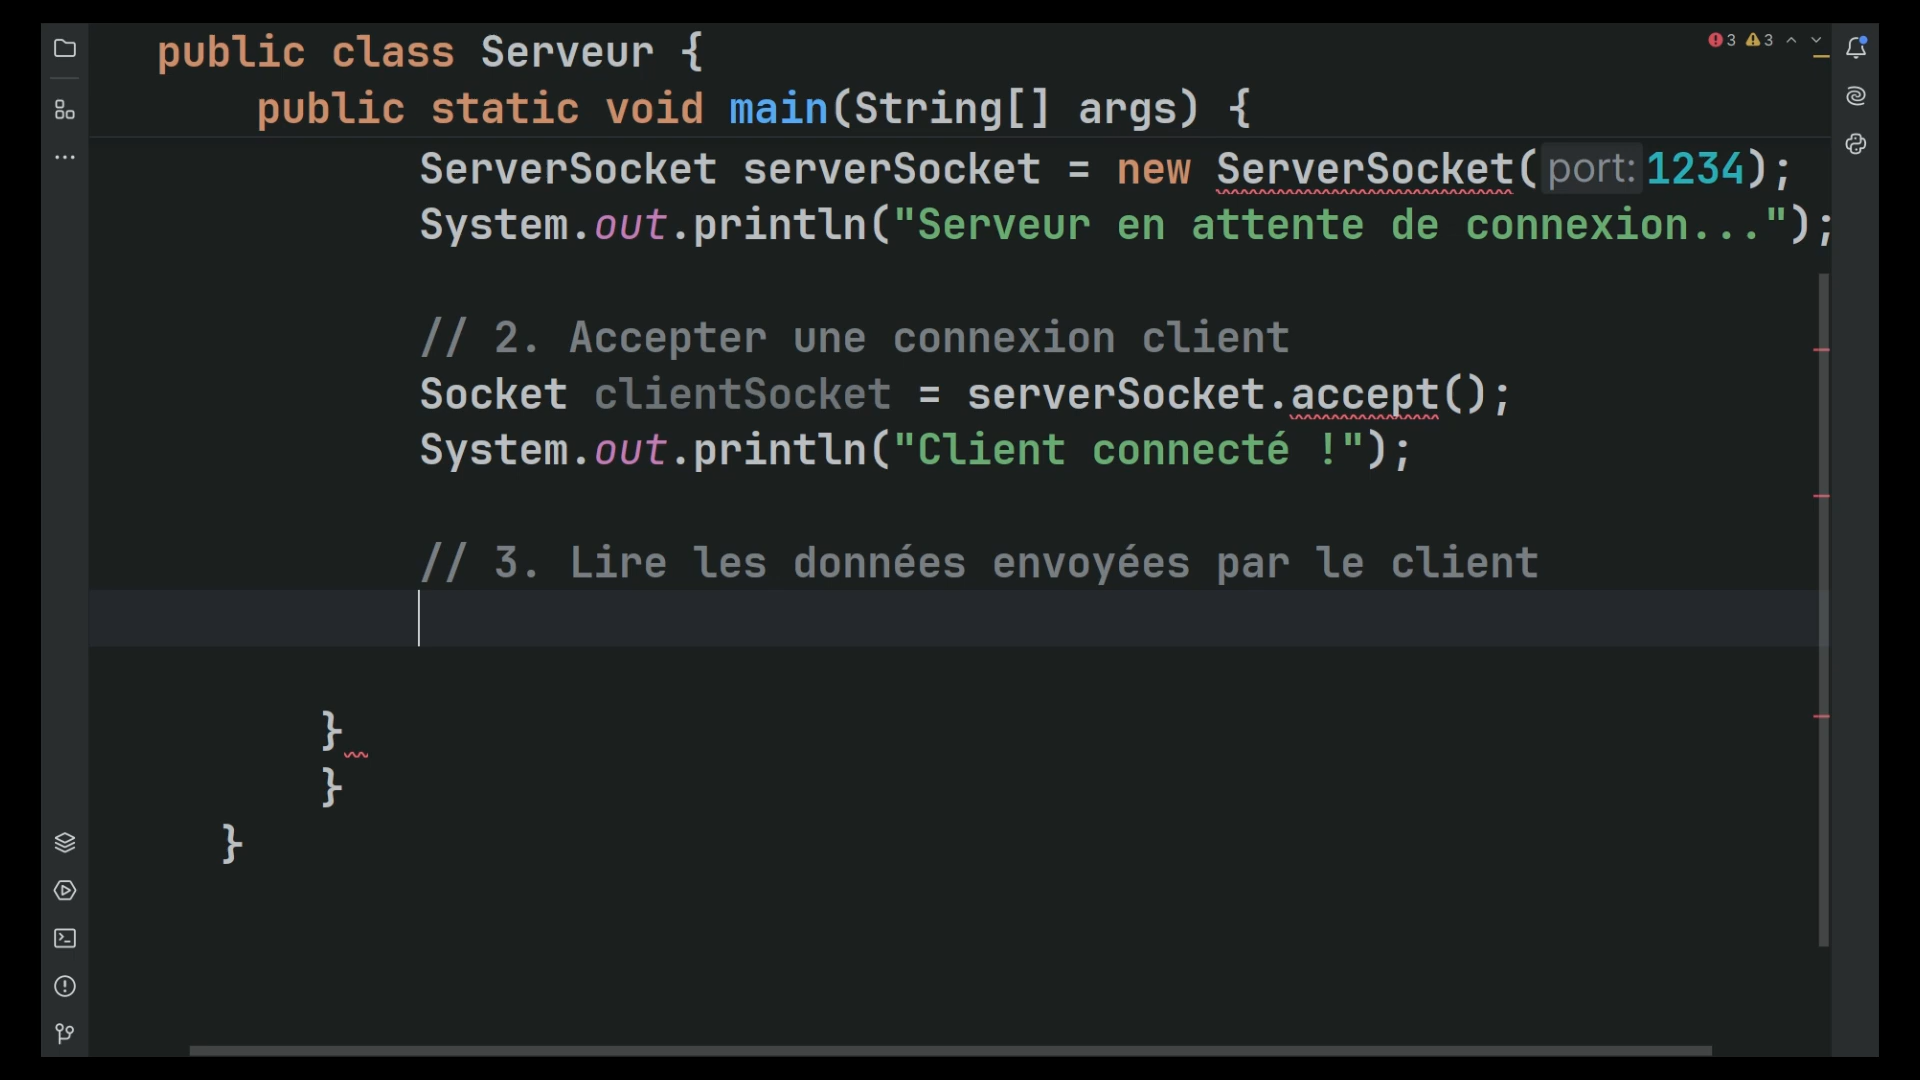 public class Serveur {
3 3
public static void main(String[] args) {
ServerSocket serverSocket = new ServerSocket( port: 1234);
System.out.println("Serveur en attente de connexion...");
// 2. Accepter une connexion client
Socket clientSocket = serverSocket.accept();
System.out.println("Client connecté !");
// 3. Lire les données envoyées par le client
}
}
}